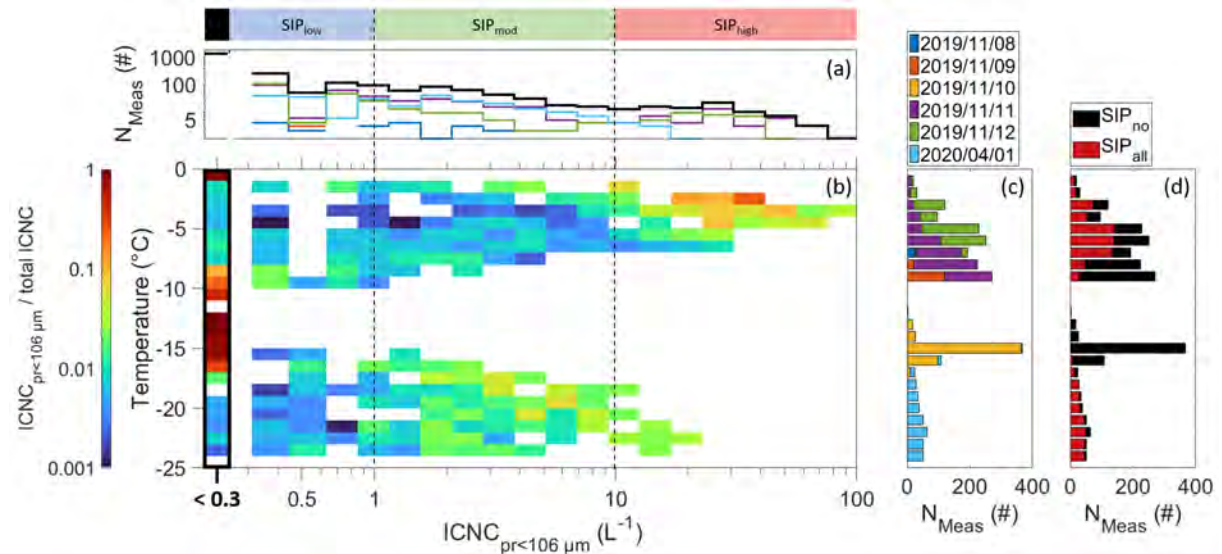 SIPlow SIPmod SIPhigh
NMeas (#)
1000
100
5
(a)
2019/11/08
2019/11/09
2019/11/10
2019/11/11
2019/11/12
2020/04/01
SIPno
SIPall
ICNCpr<106 μm / total ICNC
1
0.1
0.01
0.001
Temperature (°C)
0
-5
-10
-15
-20
-25
(b)
(c)
(d)
< 0.3 0.5 1 10 100
ICNCpr<106 μm (L-1)
0 200 400
NMeas (#)
0 200 400
NMeas (#)